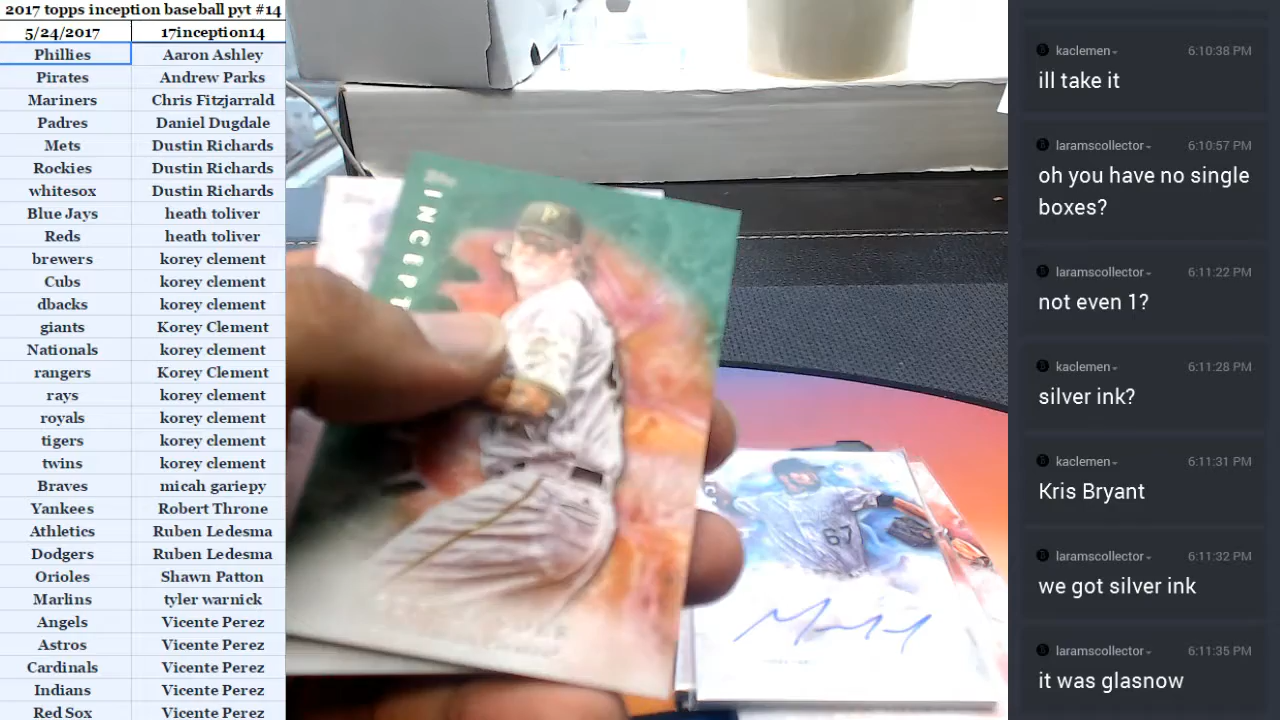 2017 topps inception baseball pyt #14
5/24/2017 17inception14
Phillies Aaron Ashley
Pirates Andrew Parks
Mariners Chris Fitzjarrald
Padres Daniel Dugdale
Mets Dustin Richards
Rockies Dustin Richards
whitesox Dustin Richards
Blue Jays heath toliver
Reds heath toliver
brewers korey clement
Cubs korey clement
dbacks korey clement
giants Korey Clement
Nationals korey clement
rangers Korey Clement
rays korey clement
royals korey clement
tigers korey clement
twins korey clement
Braves micah gariepy
Yankees Robert Throne
Athletics Ruben Ledesma
Dodgers Ruben Ledesma
Orioles Shawn Patton
Marlins tyler warnick
Angels Vicente Perez
Astros Vicente Perez
Cardinals Vicente Perez
Indians Vicente Perez
Red Sox Vicente Perez
INCEPT
P
67
kaclemen 6:10:38 PM
ill take it
laramscollector 6:10:57 PM
oh you have no single
boxes?
laramscollector 6:11:22 PM
not even 1?
kaclemen 6:11:28 PM
silver ink?
kaclemen 6:11:31 PM
Kris Bryant
laramscollector 6:11:32 PM
we got silver ink
laramscollector 6:11:35 PM
it was glasnow